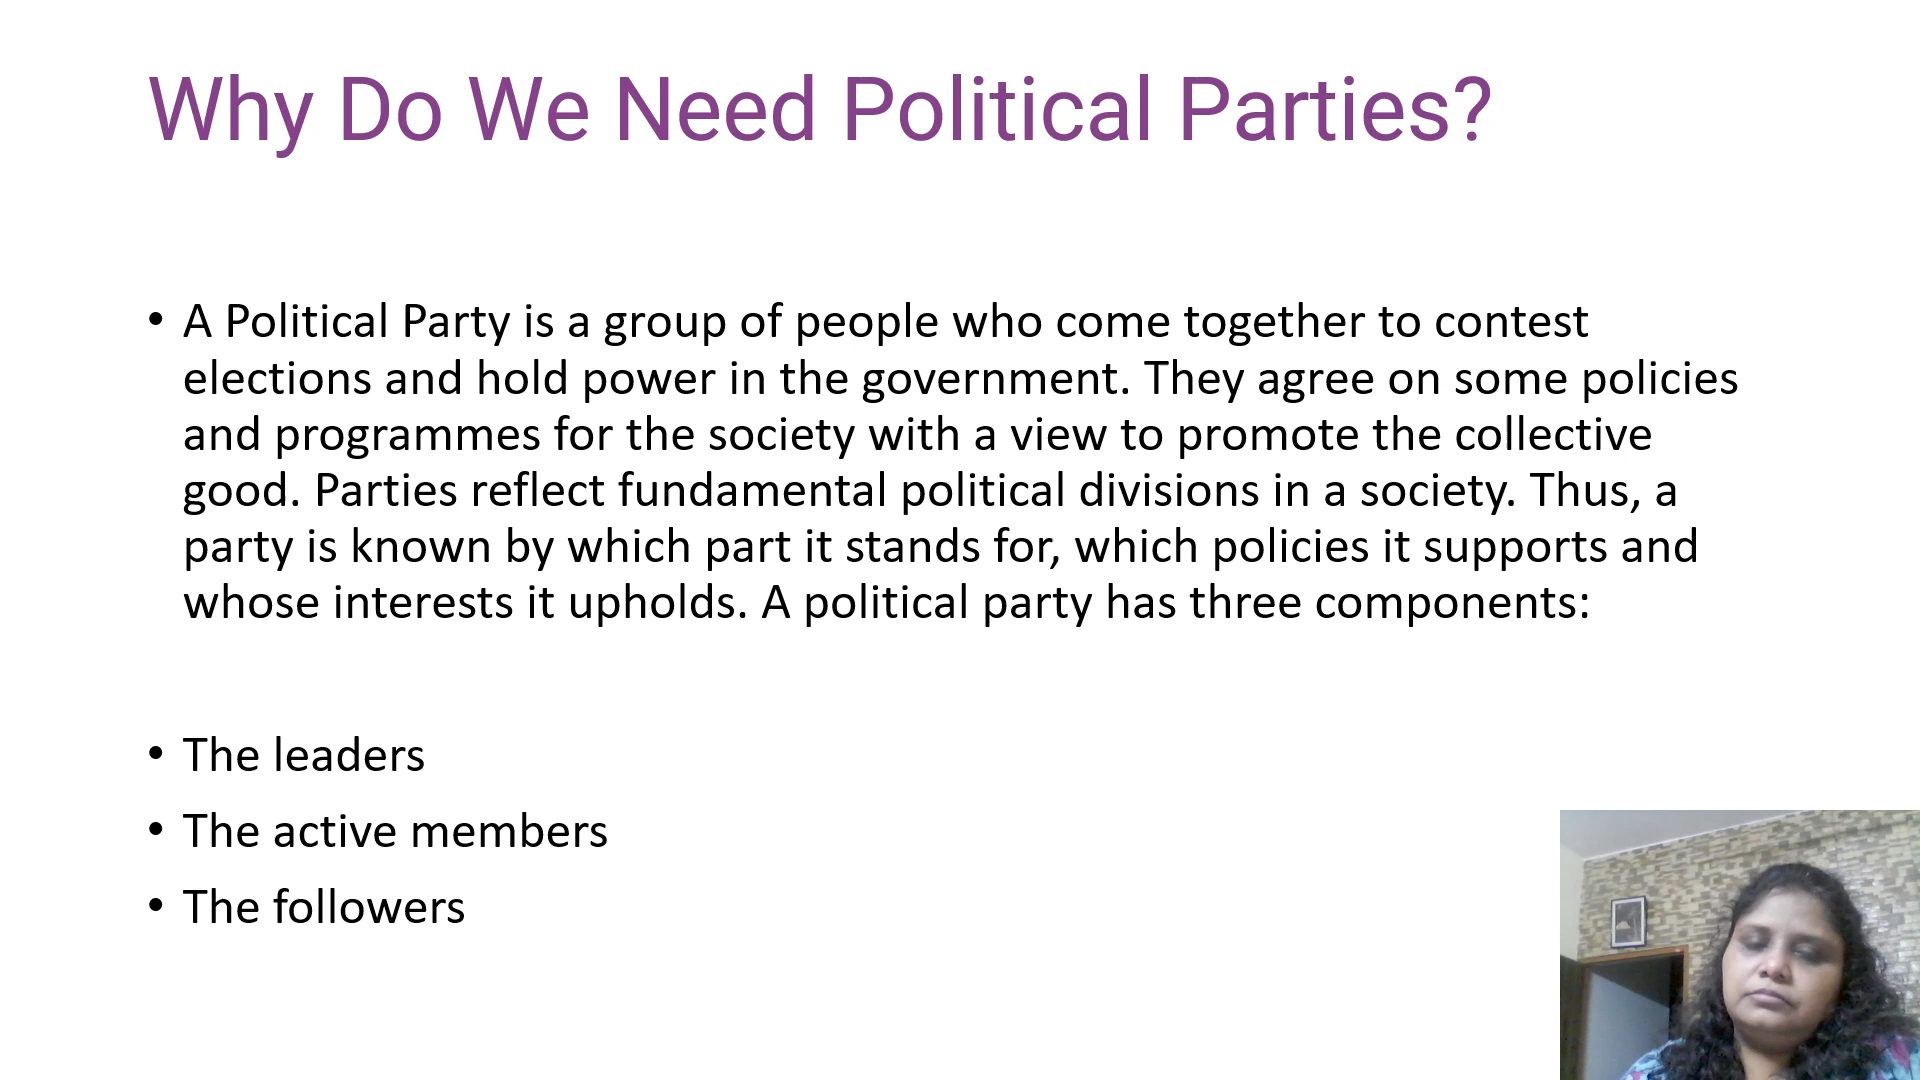 Why Do We Need Political Parties?
• A Political Party is a group of people who come together to contest
elections and hold power in the government. They agree on some policies
and programmes for the society with a view to promote the collective
good. Parties reflect fundamental political divisions in a society. Thus, a
party is known by which part it stands for, which policies it supports and
whose interests it upholds. A political party has three components:
• The leaders
• The active members
• The followers